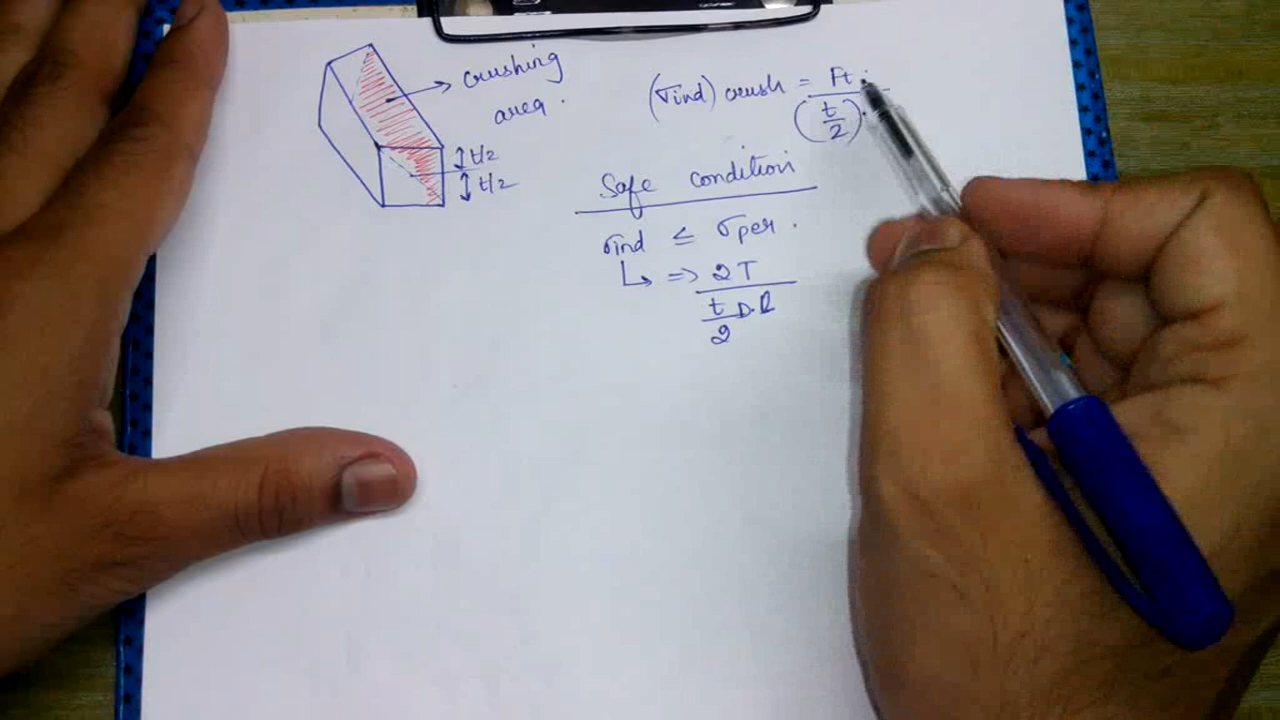 crushing
area.
t/2
t/2
(σind) crush = Ft
(t/2).
Safe condition
σind ≤ σper.
↳ => 2T
t/2 D.l